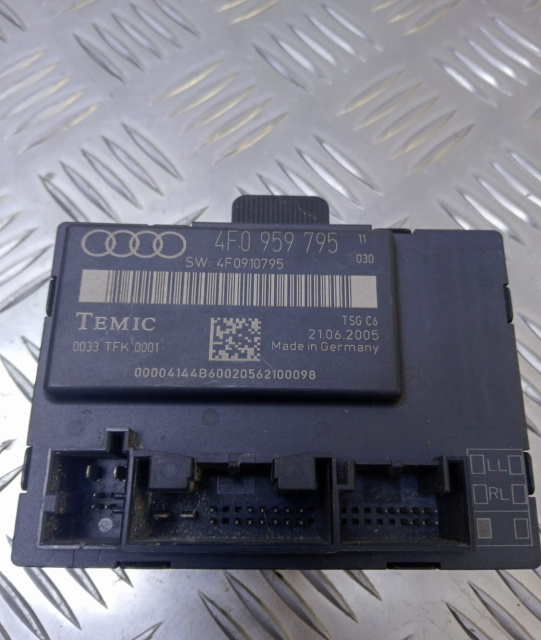 4F0 959 795 11
SW: 4F0910795 030
TEMIC TSG C6
21.06.2005
0033 TFK 0001 Made in Germany
00004144B60020562100098
LL
RL